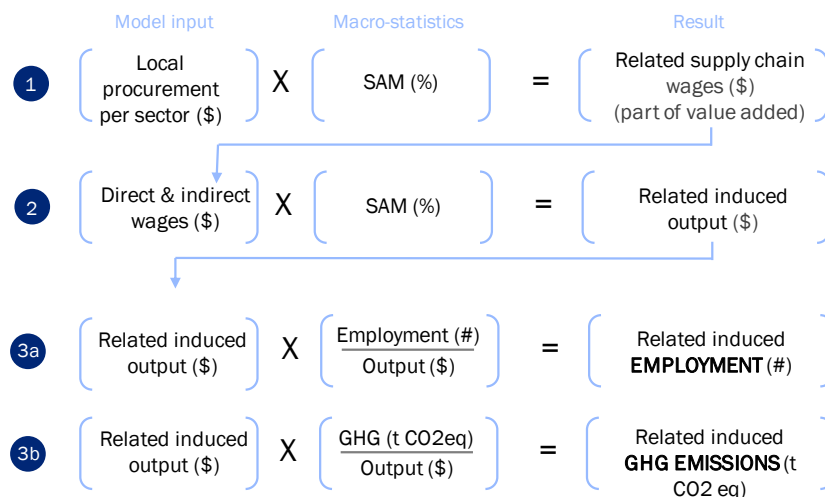 Model input Macro-statistics Result
1
Local
procurement
per sector ($)
X
SAM (%)
=
Related supply chain
wages ($)
(part of value added)
2
Direct & indirect
wages ($)
X
SAM (%)
=
Related induced
output ($)
3a
Related induced
output ($)
X
Employment (#)
Output ($)
=
Related induced
EMPLOYMENT (#)
3b
Related induced
output ($)
X
GHG (t CO2eq)
Output ($)
=
Related induced
GHG EMISSIONS (t
CO2 eq)